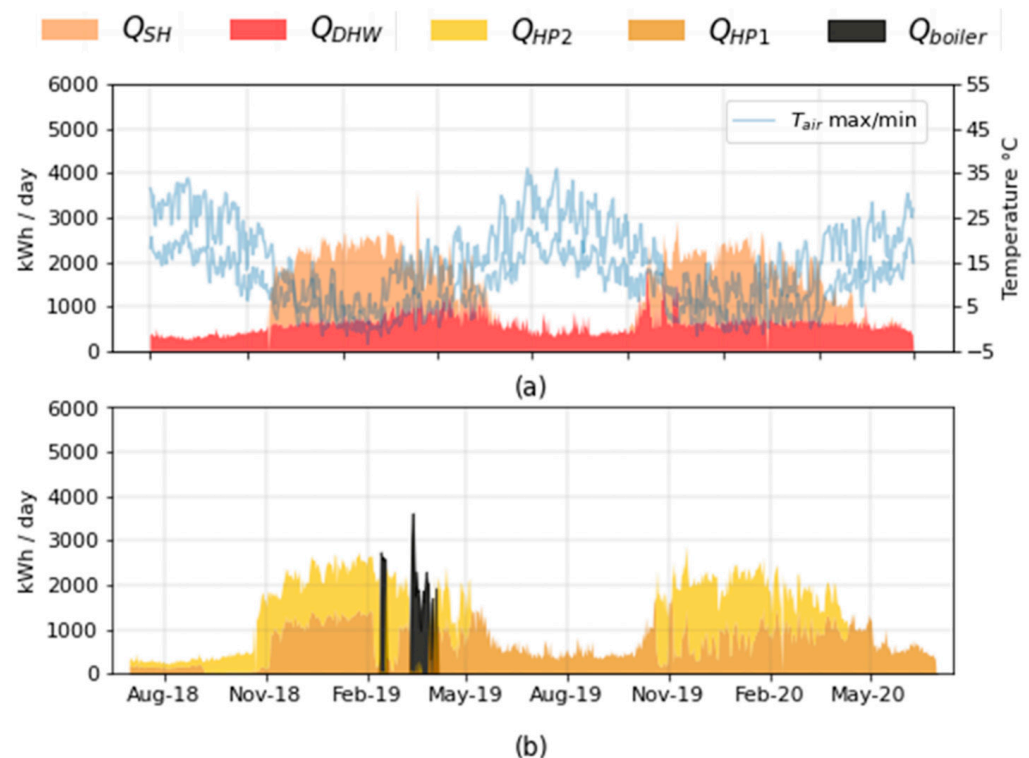 Q_SH Q_DHW Q_HP2 Q_HP1 Q_boiler
6000 55
5000 45
4000 35
3000 25
2000 15
1000 5
0 −5
kWh / day
T_air max/min
Temperature °C
(a)
6000
5000
4000
3000
2000
1000
0
kWh / day
Aug-18 Nov-18 Feb-19 May-19 Aug-19 Nov-19 Feb-20 May-20
(b)